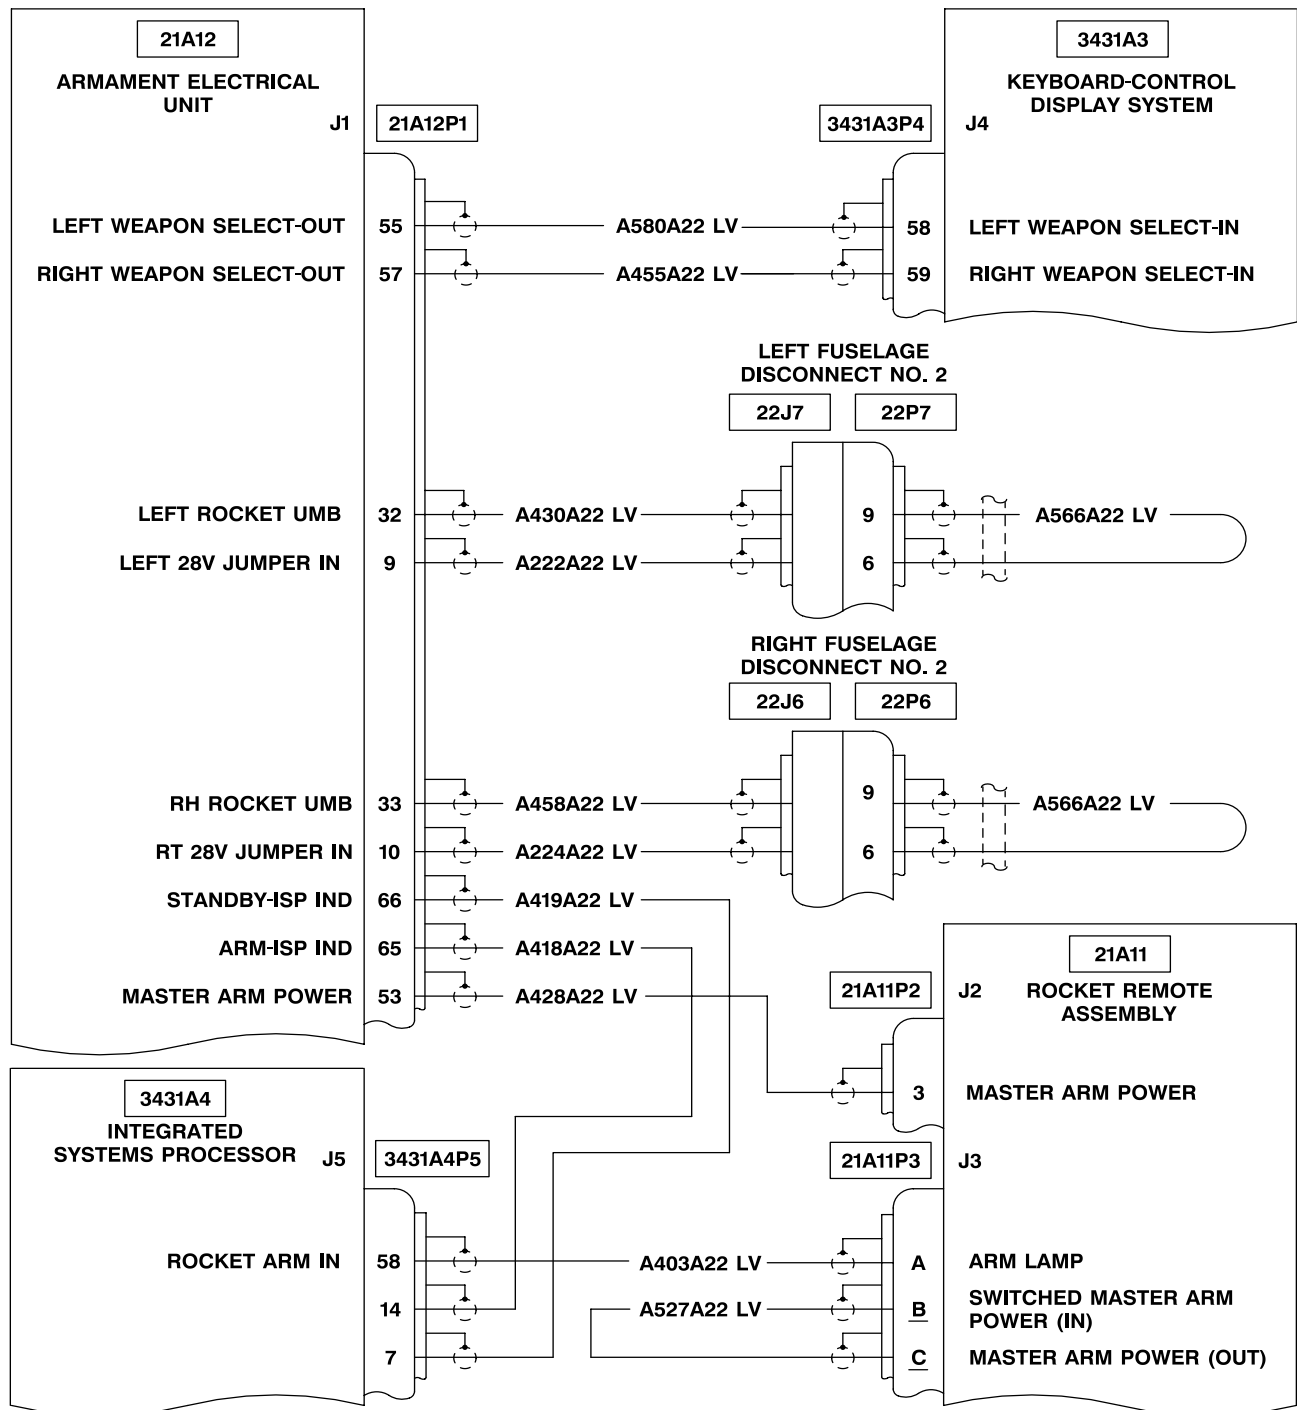 21A12
ARMAMENT ELECTRICAL
UNIT
J1
21A12P1
3431A3P4
J4
3431A3
KEYBOARD-CONTROL
DISPLAY SYSTEM
LEFT WEAPON SELECT-OUT 55 A580A22 LV 58 LEFT WEAPON SELECT-IN
RIGHT WEAPON SELECT-OUT 57 A455A22 LV 59 RIGHT WEAPON SELECT-IN
LEFT FUSELAGE
DISCONNECT NO. 2
22J7 22P7
LEFT ROCKET UMB 32 A430A22 LV 9 A566A22 LV
LEFT 28V JUMPER IN 9 A222A22 LV 6
RIGHT FUSELAGE
DISCONNECT NO. 2
22J6 22P6
RH ROCKET UMB 33 A458A22 LV 9 A566A22 LV
RT 28V JUMPER IN 10 A224A22 LV 6
STANDBY-ISP IND 66 A419A22 LV
ARM-ISP IND 65 A418A22 LV
MASTER ARM POWER 53 A428A22 LV
21A11
21A11P2
J2
ROCKET REMOTE
ASSEMBLY
3 MASTER ARM POWER
3431A4
INTEGRATED
SYSTEMS PROCESSOR
J5
3431A4P5
21A11P3
J3
ROCKET ARM IN 58 A403A22 LV A ARM LAMP
14 A527A22 LV B SWITCHED MASTER ARM
POWER (IN)
7 C MASTER ARM POWER (OUT)